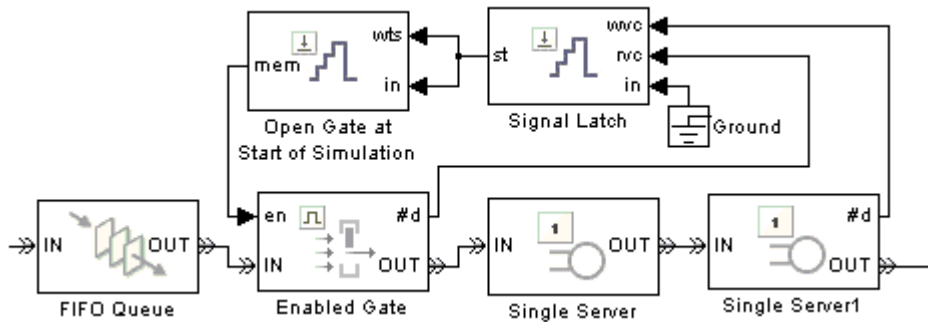 wts
mem
in
Open Gate at
Start of Simulation
wvc
rvc
st
in
Signal Latch
Ground
IN
OUT
FIFO Queue
en
#d
IN
OUT
Enabled Gate
1
IN
OUT
Single Server
1
#d
IN
OUT
Single Server1